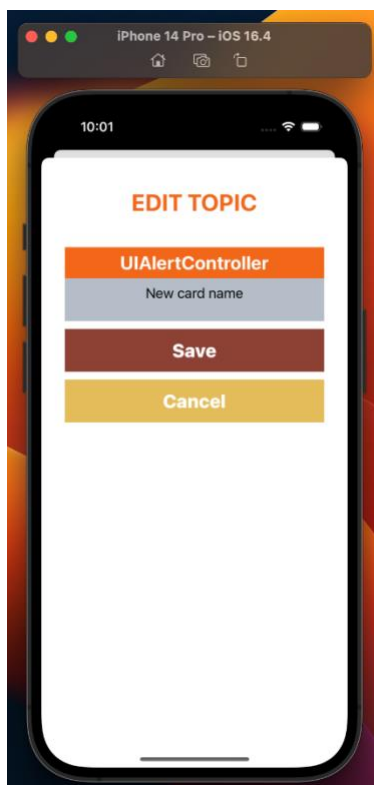 iPhone 14 Pro – iOS 16.4
10:01
EDIT TOPIC
UIAlertController
New card name
Save
Cancel